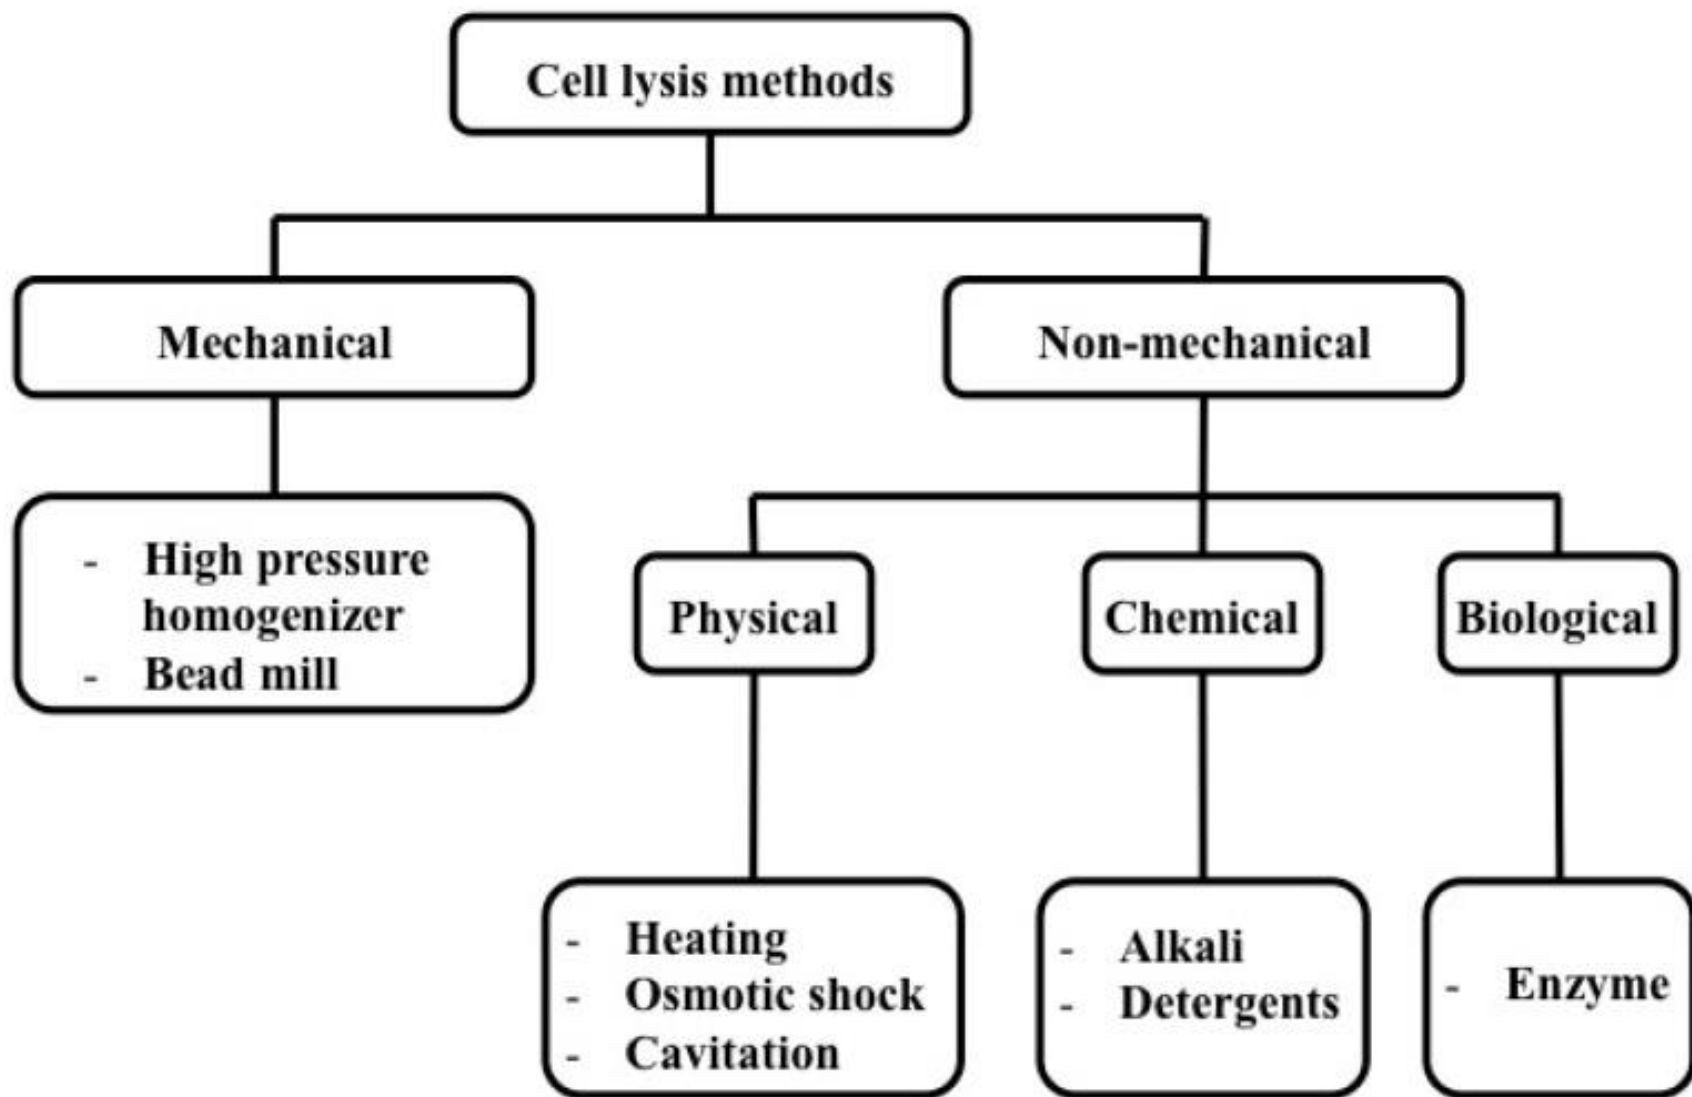 Cell lysis methods
Mechanical
Non-mechanical
- High pressure
homogenizer
- Bead mill
Physical
Chemical
Biological
- Heating
- Osmotic shock
- Cavitation
- Alkali
- Detergents
- Enzyme